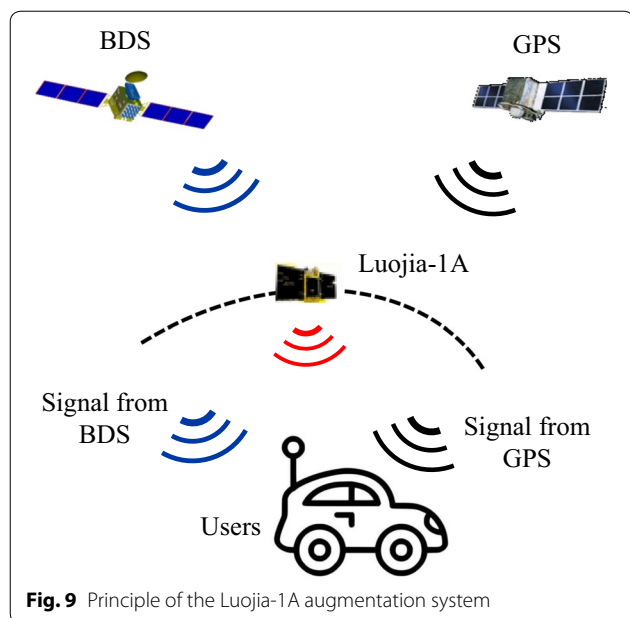 BDS
GPS
Luojia-1A
Signal from
BDS
Signal from
GPS
Users
Fig. 9 Principle of the Luojia-1A augmentation system